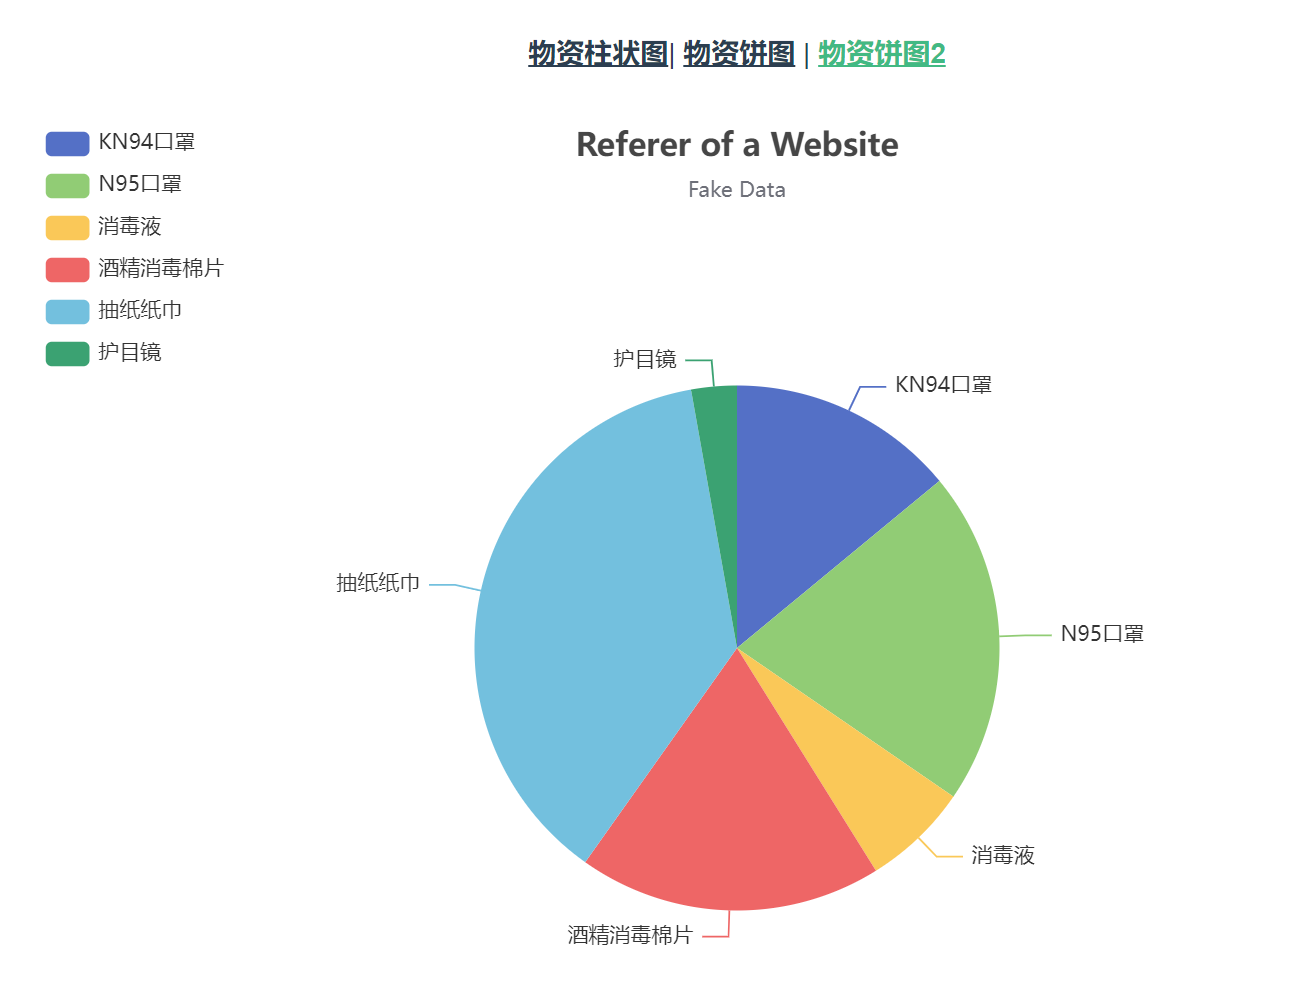 物资柱状图| 物资饼图 | 物资饼图2
Referer of a Website
Fake Data
KN94口罩
N95口罩
消毒液
酒精消毒棉片
抽纸纸巾
护目镜
护目镜
KN94口罩
抽纸纸巾
N95口罩
消毒液
酒精消毒棉片